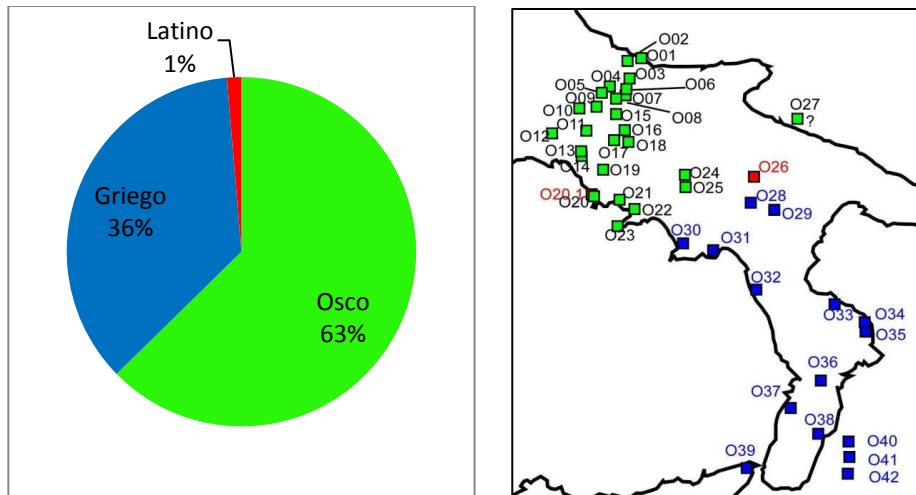 Latino
1%
Griego
36%
Osco
63%
O02
O01
O03
O04
O06
O05
O09
O07
O10
O15
O08
O27
?
O11
O12
O16
O17
O18
O13
O14
O19
O24
O26
O25
O20.1
O20
O21
O28
O22
O29
O23
O30
O31
O32
O33
O34
O35
O36
O37
O38
O39
O40
O41
O42